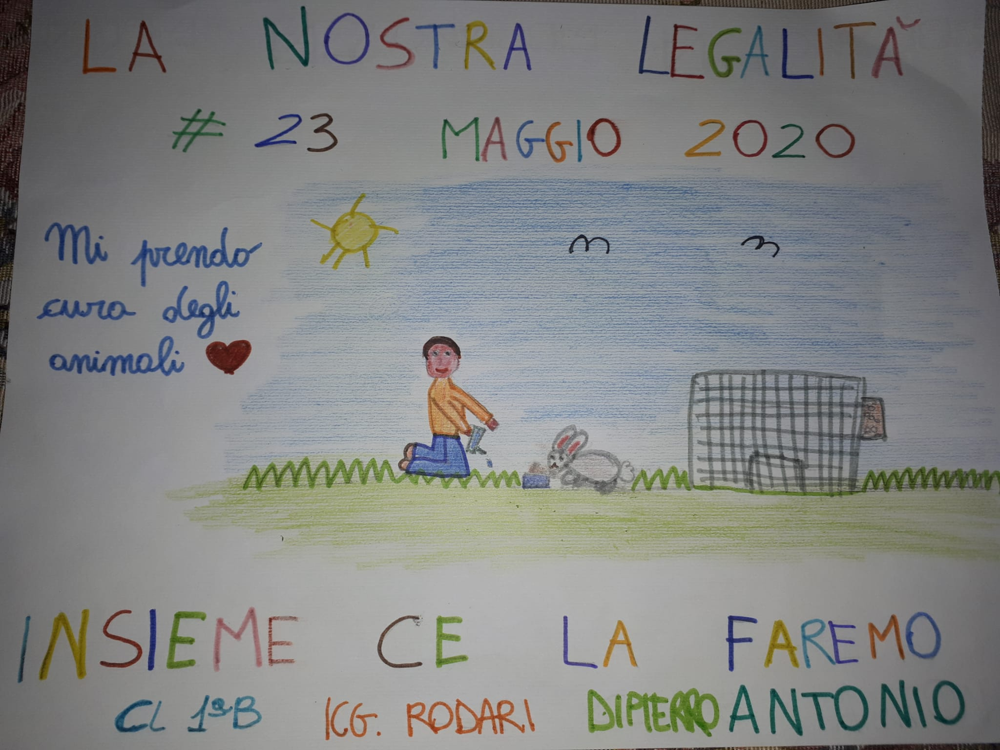 LA NOSTRA LEGALITÀ
# 23 MAGGIO 2020
Mi prendo
cura degli
animali
INSIEME CE LA FAREMO
CL 1ªB ICG. RODARI DIPIERRO ANTONIO